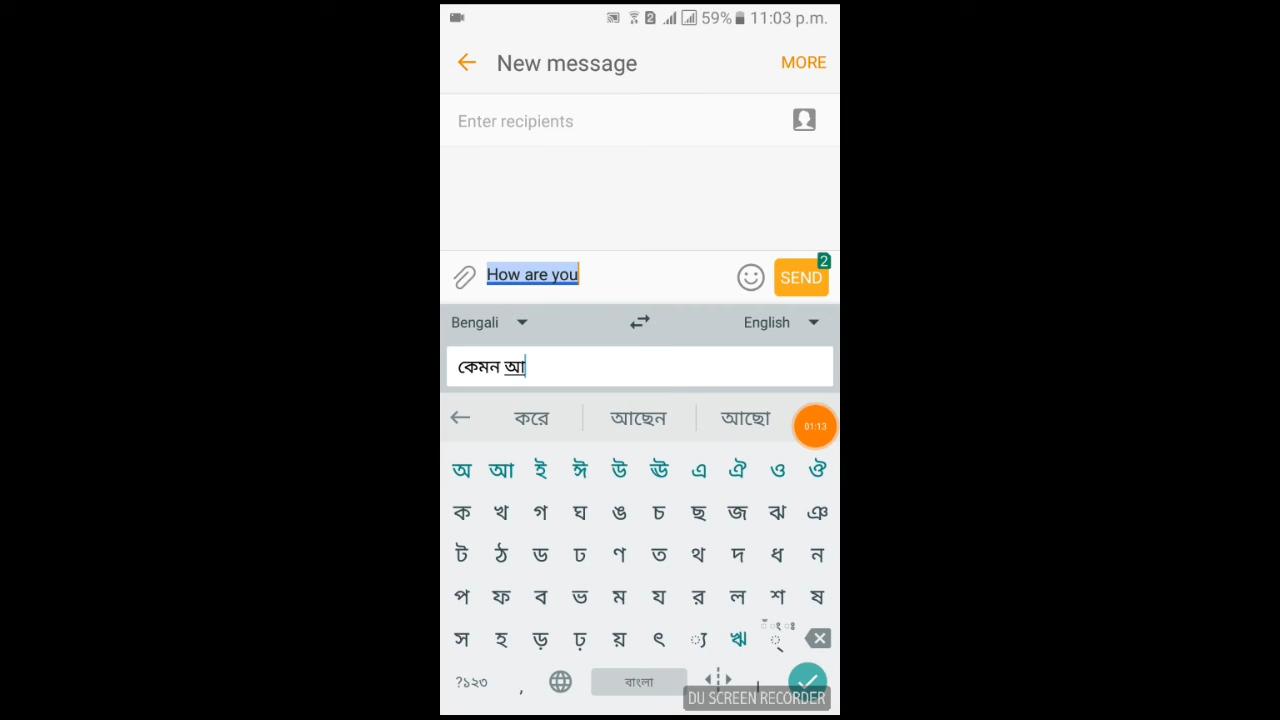 2 59% 11:03 p.m.
New message MORE
Enter recipients
How are you SEND 2
Bengali English
কেমন আ
করে আছেন আছো 01:13
অ আ ই ঈ উ ঊ এ ঐ ও ঔ
ক খ গ ঘ ঙ চ ছ জ ঝ ঞ
ট ঠ ড ঢ ণ ত থ দ ধ ন
প ফ ব ভ ম য র ল শ ষ
স হ ড় ঢ় য় ৎ ্য ঋ ঁ ং ঃ ্
?১২৩ , বাংলা ।
DU SCREEN RECORDER